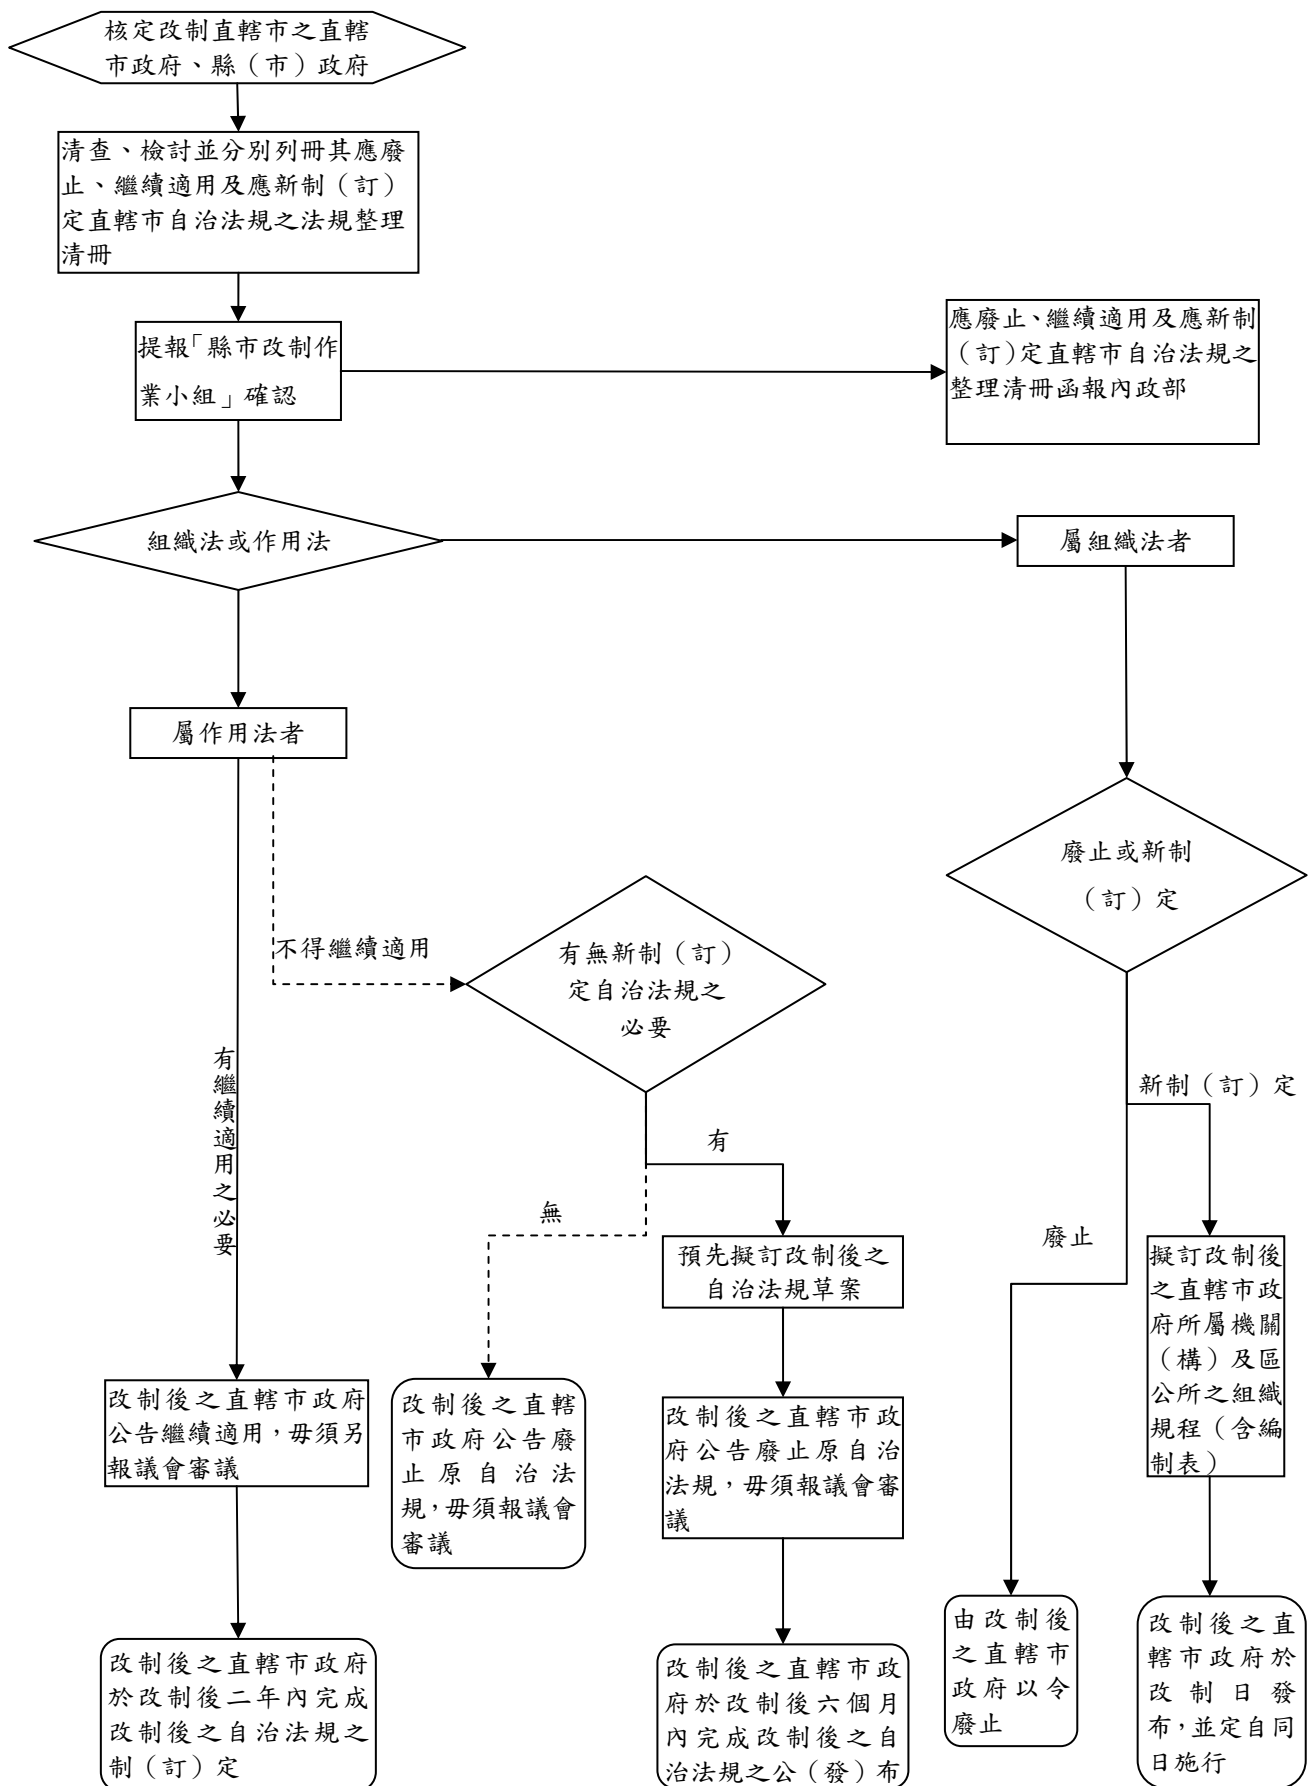 核定改制直轄市之直轄
市政府、縣（市）政府
清查、檢討並分別列冊其應廢
止、繼續適用及應新制（訂）
定直轄市自治法規之法規整理
清冊
提報「縣市改制作
業小組」確認
應廢止、繼續適用及應新制
（訂）定直轄市自治法規之
整理清冊函報內政部
組織法或作用法
屬組織法者
屬作用法者
廢止或新制
（訂）定
不得繼續適用
有無新制（訂）
定自治法規之
必要
有繼續適用之必要
新制（訂）定
有
無
廢止
預先擬訂改制後之
自治法規草案
擬訂改制後
之直轄市政
府所屬機關
（構）及區
公所之組織
規程（含編
制表）
改制後之直轄市政府
公告繼續適用，毋須另
報議會審議
改制後之直轄
市政府公告廢
止原自治法
規，毋須報議會
審議
改制後之直轄市政
府公告廢止原自治
法規，毋須報議會審
議
改制後之直轄市政府
於改制後二年內完成
改制後之自治法規之
制（訂）定
改制後之直轄市政
府於改制後六個月
內完成改制後之自
治法規之公（發）布
由改制後
之直轄市
政府以令
廢止
改制後之直
轄市政府於
改制日發
布，並定自同
日施行